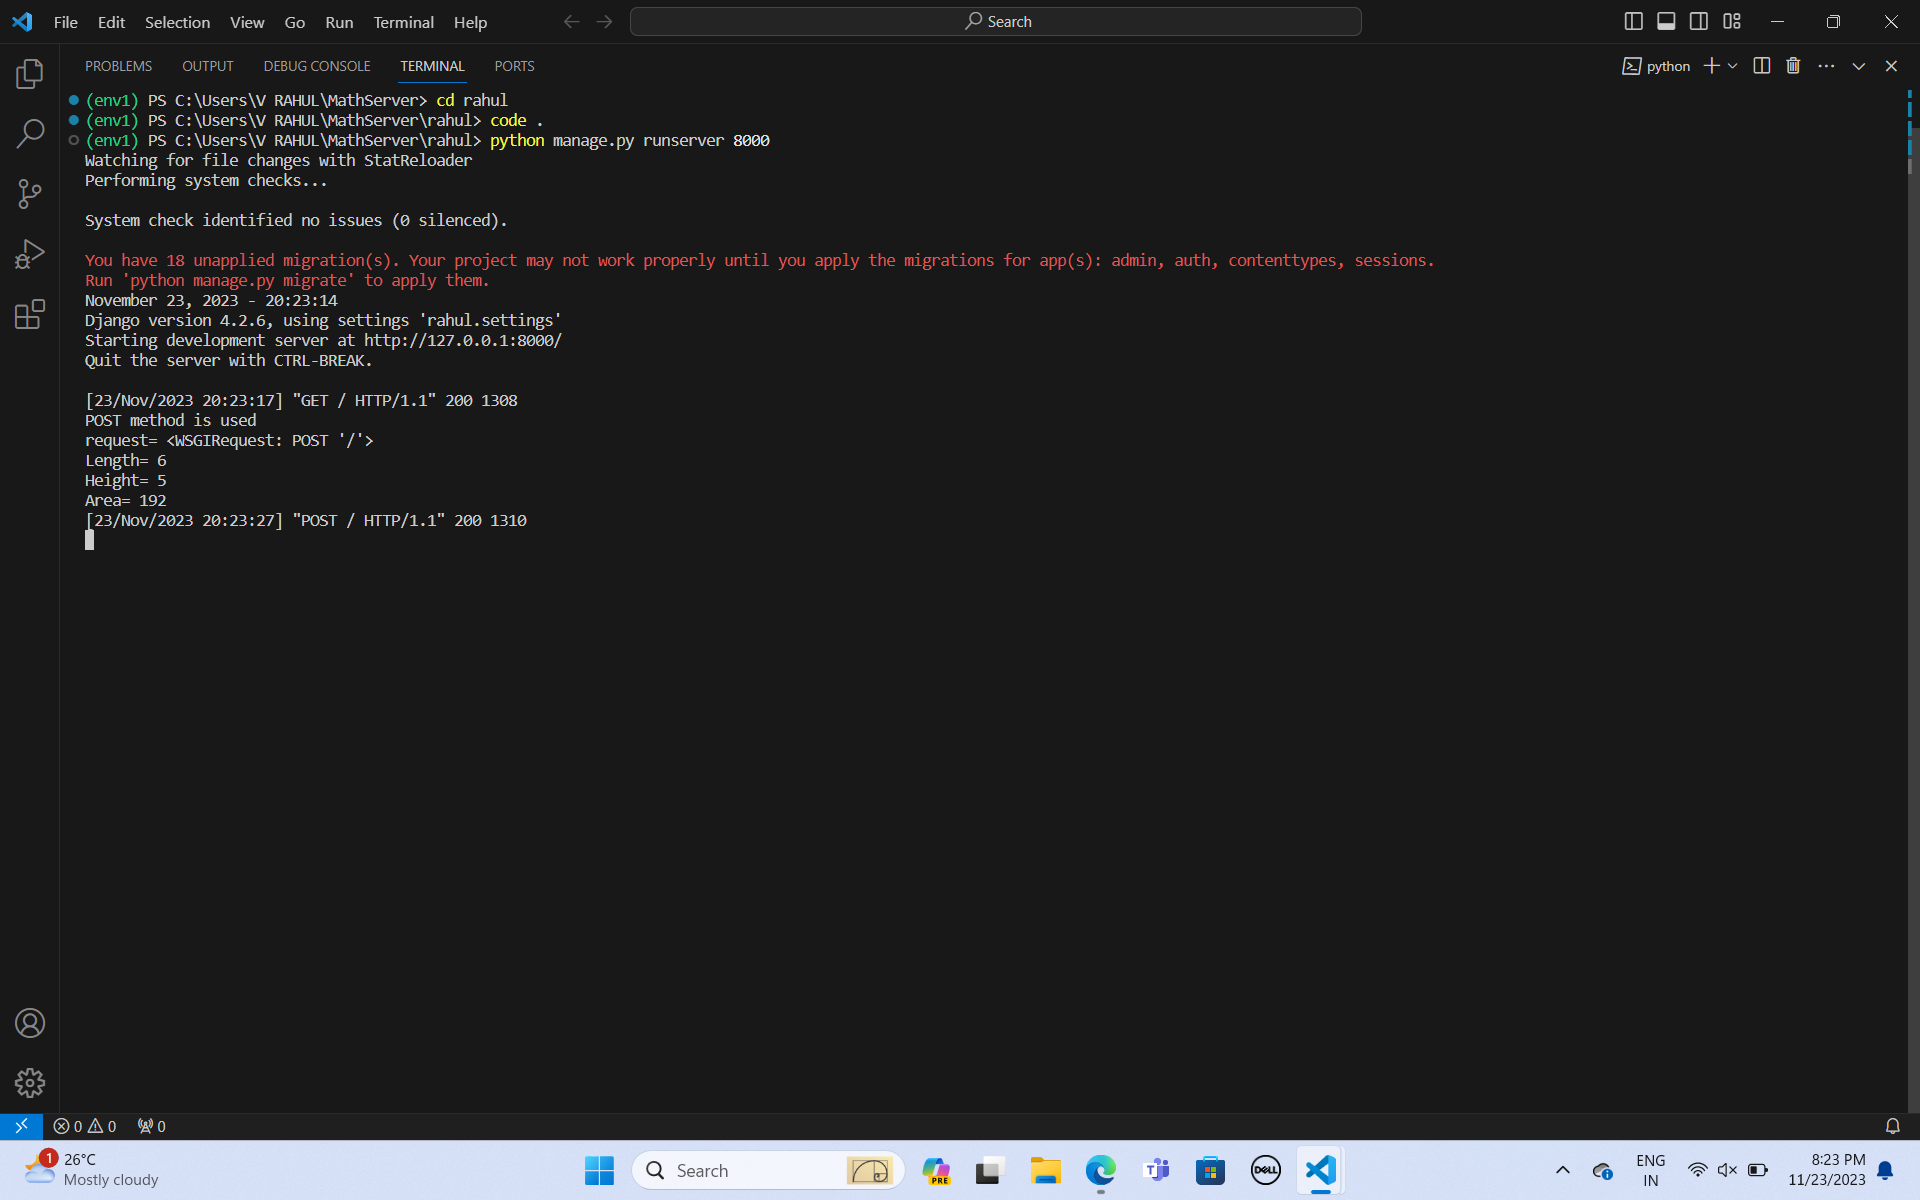 File Edit Selection View Go Run Terminal Help Search
PROBLEMS OUTPUT DEBUG CONSOLE TERMINAL PORTS python
(env1) PS C:\Users\V RAHUL\MathServer> cd rahul
(env1) PS C:\Users\V RAHUL\MathServer\rahul> code .
(env1) PS C:\Users\V RAHUL\MathServer\rahul> python manage.py runserver 8000
Watching for file changes with StatReloader
Performing system checks...
System check identified no issues (0 silenced).
You have 18 unapplied migration(s). Your project may not work properly until you apply the migrations for app(s): admin, auth, contenttypes, sessions.
Run 'python manage.py migrate' to apply them.
November 23, 2023 - 20:23:14
Django version 4.2.6, using settings 'rahul.settings'
Starting development server at http://127.0.0.1:8000/
Quit the server with CTRL-BREAK.
[23/Nov/2023 20:23:17] "GET / HTTP/1.1" 200 1308
POST method is used
request= <WSGIRequest: POST '/'>
Length= 6
Height= 5
Area= 192
[23/Nov/2023 20:23:27] "POST / HTTP/1.1" 200 1310
0 0 0
1 26°C
Mostly cloudy
Search
PRE
T
DELL
ENG
IN
8:23 PM
11/23/2023